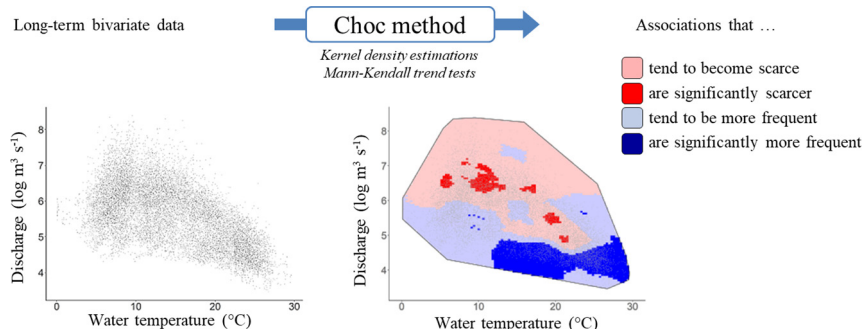 Long-term bivariate data
Choc method
Associations that …
Kernel density estimations
Mann-Kendall trend tests
tend to become scarce
are significantly scarcer
tend to be more frequent
are significantly more frequent
Discharge (log m³ s⁻¹)
8
7
6
5
4
0
10
20
30
Water temperature (°C)
Discharge (log m³ s⁻¹)
8
7
6
5
4
0
10
20
30
Water temperature (°C)